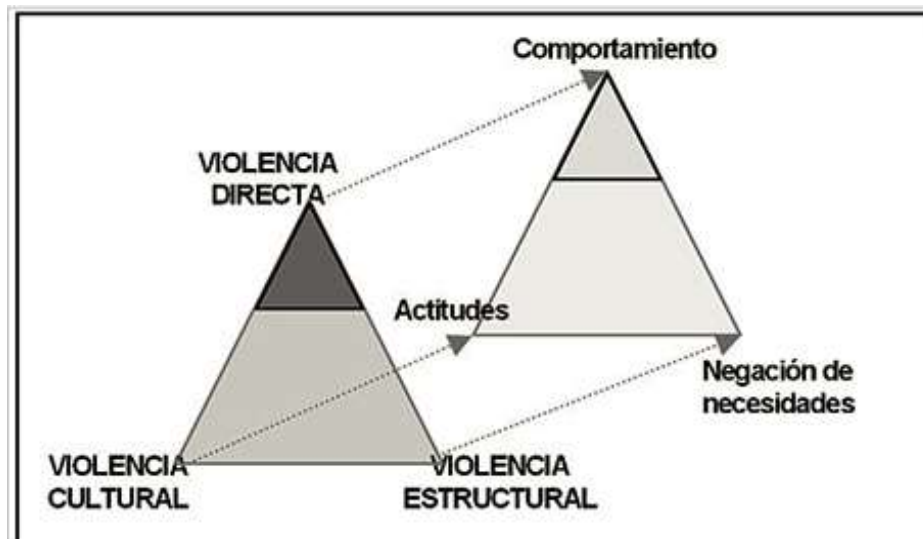 Comportamiento
VIOLENCIA
DIRECTA
Actitudes
Negación de
necesidades
VIOLENCIA
CULTURAL
VIOLENCIA
ESTRUCTURAL